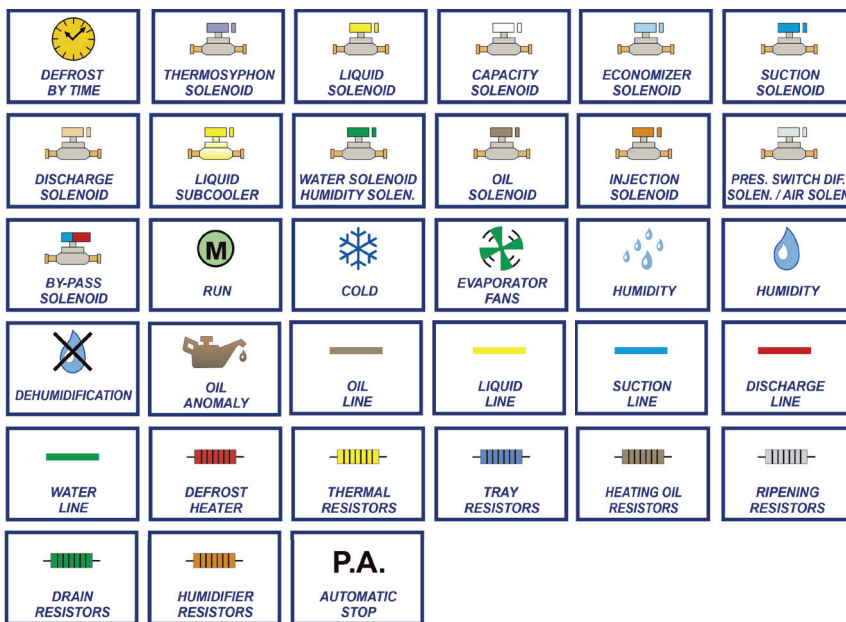 DEFROST
BY TIME
THERMOSYPHON
SOLENOID
LIQUID
SOLENOID
CAPACITY
SOLENOID
ECONOMIZER
SOLENOID
SUCTION
SOLENOID
DISCHARGE
SOLENOID
LIQUID
SUBCOOLER
WATER SOLENOID
HUMIDITY SOLEN.
OIL
SOLENOID
INJECTION
SOLENOID
PRES. SWITCH DIF.
SOLEN. / AIR SOLEN
BY-PASS
SOLENOID
M
RUN
COLD
EVAPORATOR
FANS
HUMIDITY
HUMIDITY
DEHUMIDIFICATION
OIL
ANOMALY
OIL
LINE
LIQUID
LINE
SUCTION
LINE
DISCHARGE
LINE
WATER
LINE
DEFROST
HEATER
THERMAL
RESISTORS
TRAY
RESISTORS
HEATING OIL
RESISTORS
RIPENING
RESISTORS
DRAIN
RESISTORS
HUMIDIFIER
RESISTORS
P.A.
AUTOMATIC
STOP